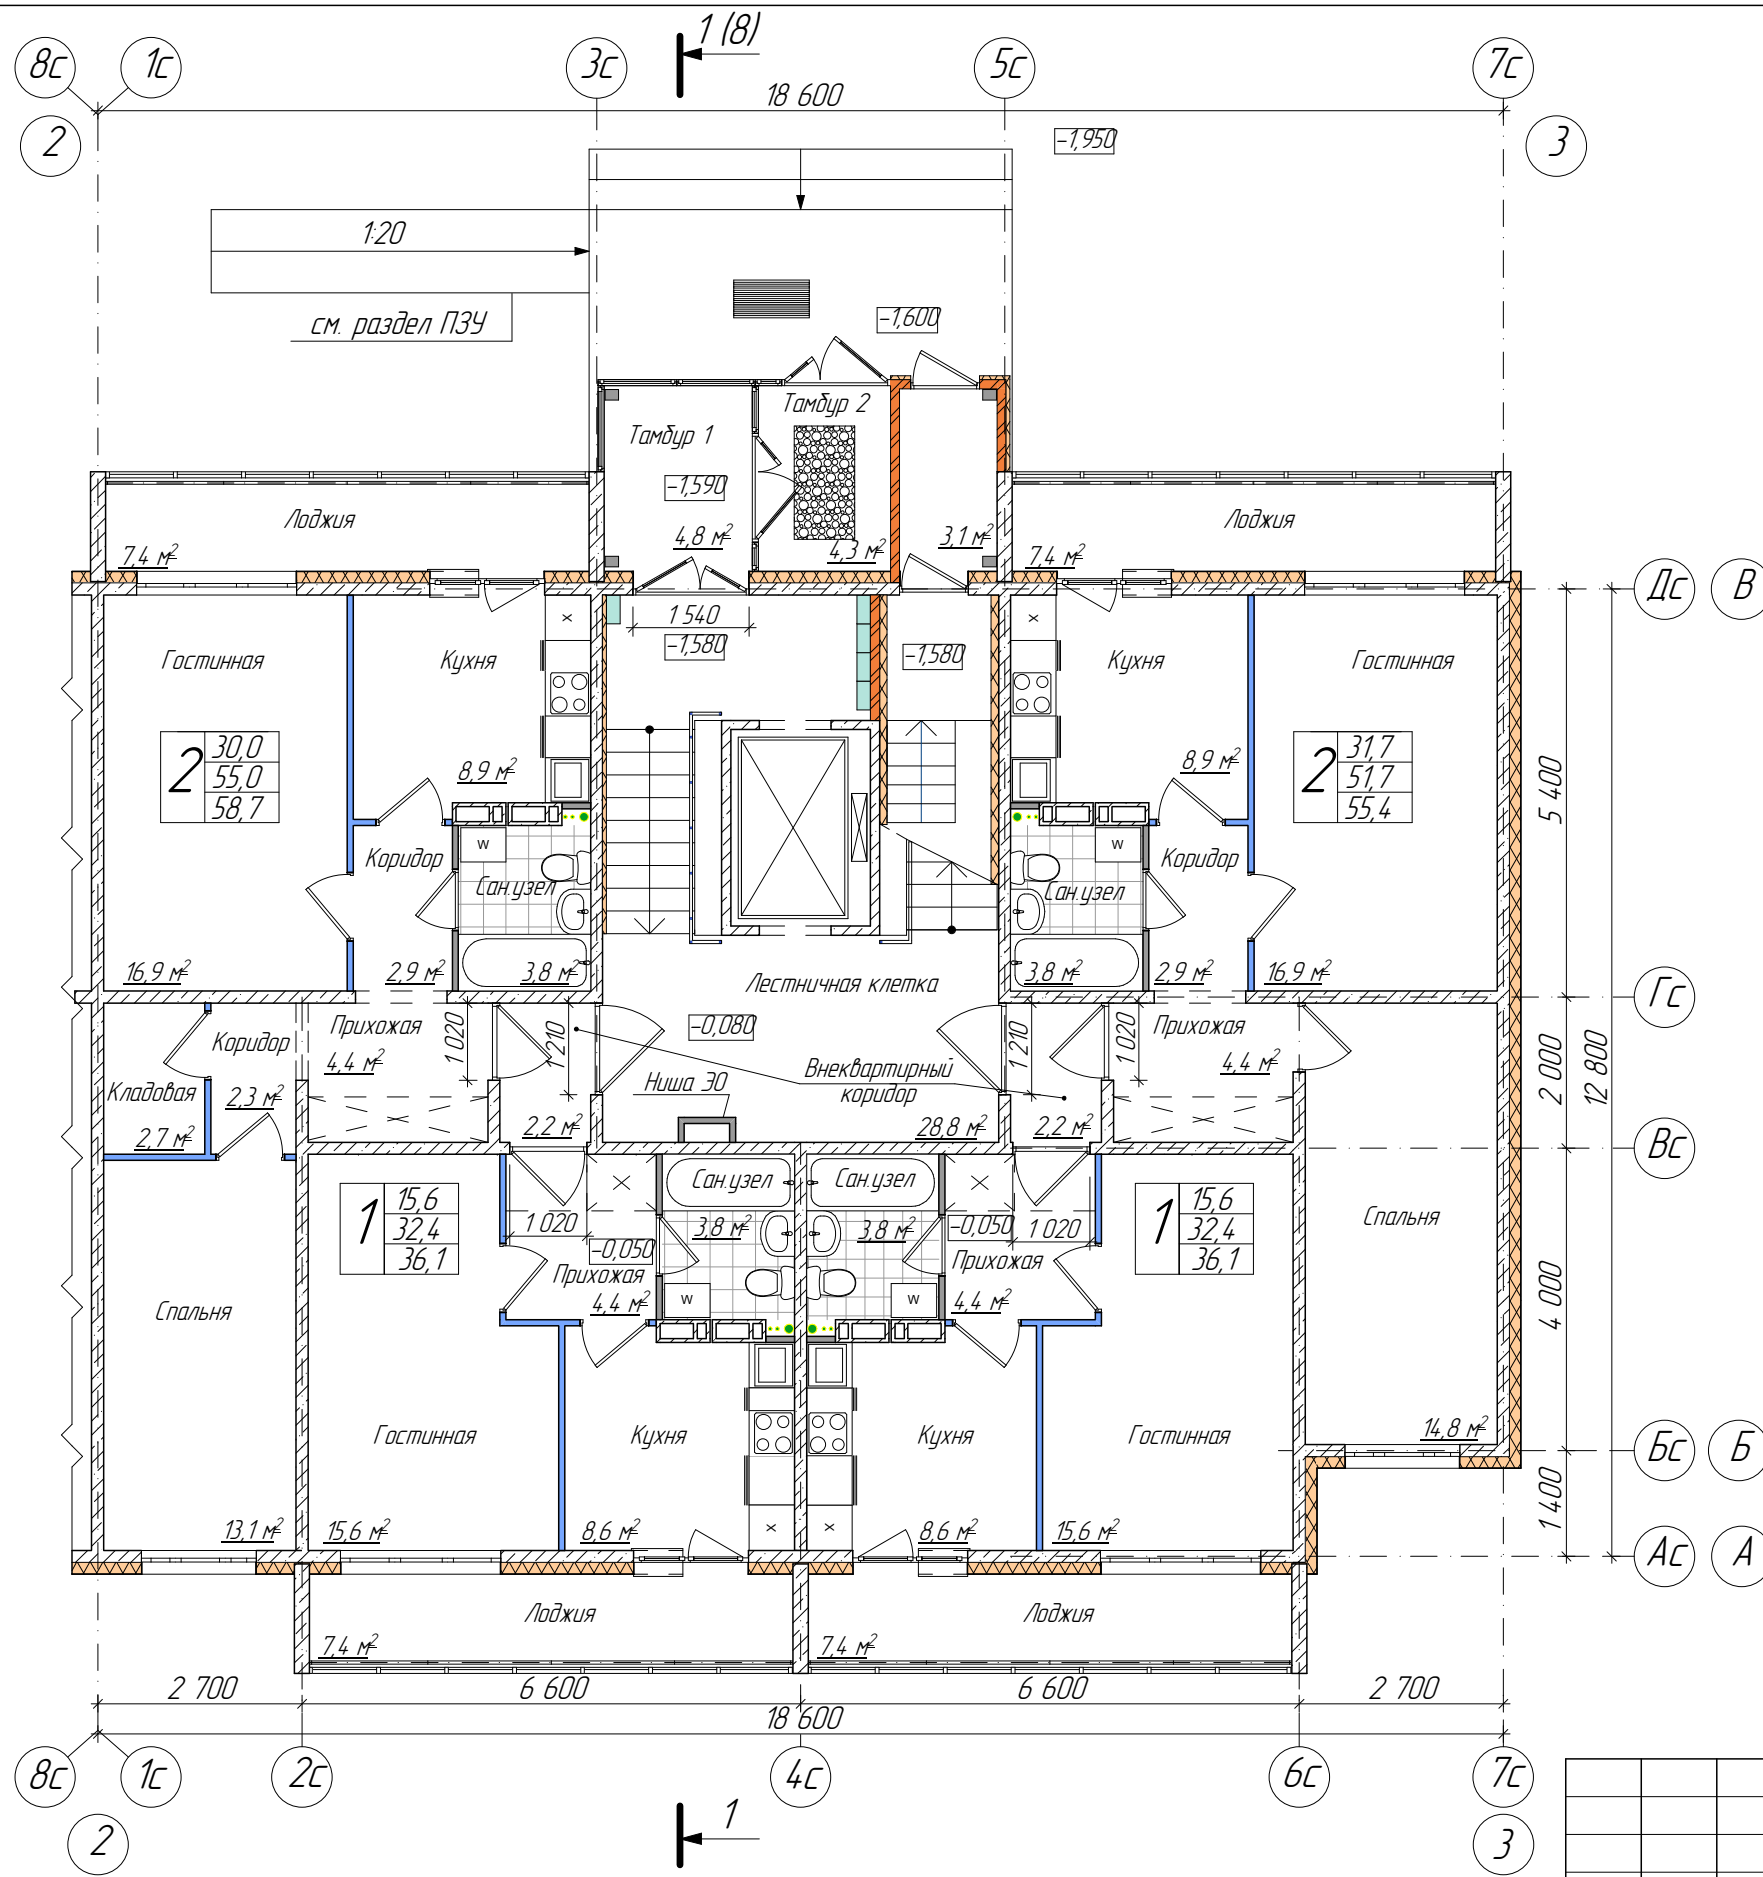 1 (8)
8с
1с
3с
5с
7с
18 600
2
3
-1,950
1:20
см. раздел ПЗУ
-1,600
Тамбур 2
Тамбур 1
-1,590
Лоджия
Лоджия
7,4 м²
4,8 м²
4,3 м²
3,1 м²
7,4 м²
Дс
В
1 540
-1,580
-1,580
Гостинная
Кухня
Кухня
Гостинная
x
x
2
30,0
55,0
58,7
8,9 м²
8,9 м²
2
31,7
51,7
55,4
5 400
Коридор
w
Сан.узел
w
Сан.узел
Коридор
16,9 м²
2,9 м²
3,8 м²
Лестничная клетка
3,8 м²
2,9 м²
16,9 м²
Гс
Коридор
Прихожая
4,4 м²
1 020
1 210
-0,080
1 210
1 020
Прихожая
4,4 м²
2 000
12 800
Кладовая
2,3 м²
2,7 м²
Ниша ЭО
Внеквартирный
коридор
2,2 м²
28,8 м²
2,2 м²
Вс
1
15,6
32,4
36,1
Сан.узел
Сан.узел
1
15,6
32,4
36,1
Спальня
1 020
3,8 м²
3,8 м²
-0,050
1 020
-0,050
Прихожая
4,4 м²
Прихожая
4,4 м²
w
w
Спальня
4 000
Гостинная
Кухня
Кухня
Гостинная
14,8 м²
Бс
Б
13,1 м²
15,6 м²
8,6 м²
x
x
8,6 м²
15,6 м²
1 400
Ас
А
Лоджия
Лоджия
7,4 м²
7,4 м²
2 700
6 600
6 600
2 700
18 600
8с
1с
2с
4с
6с
7с
2
1
3